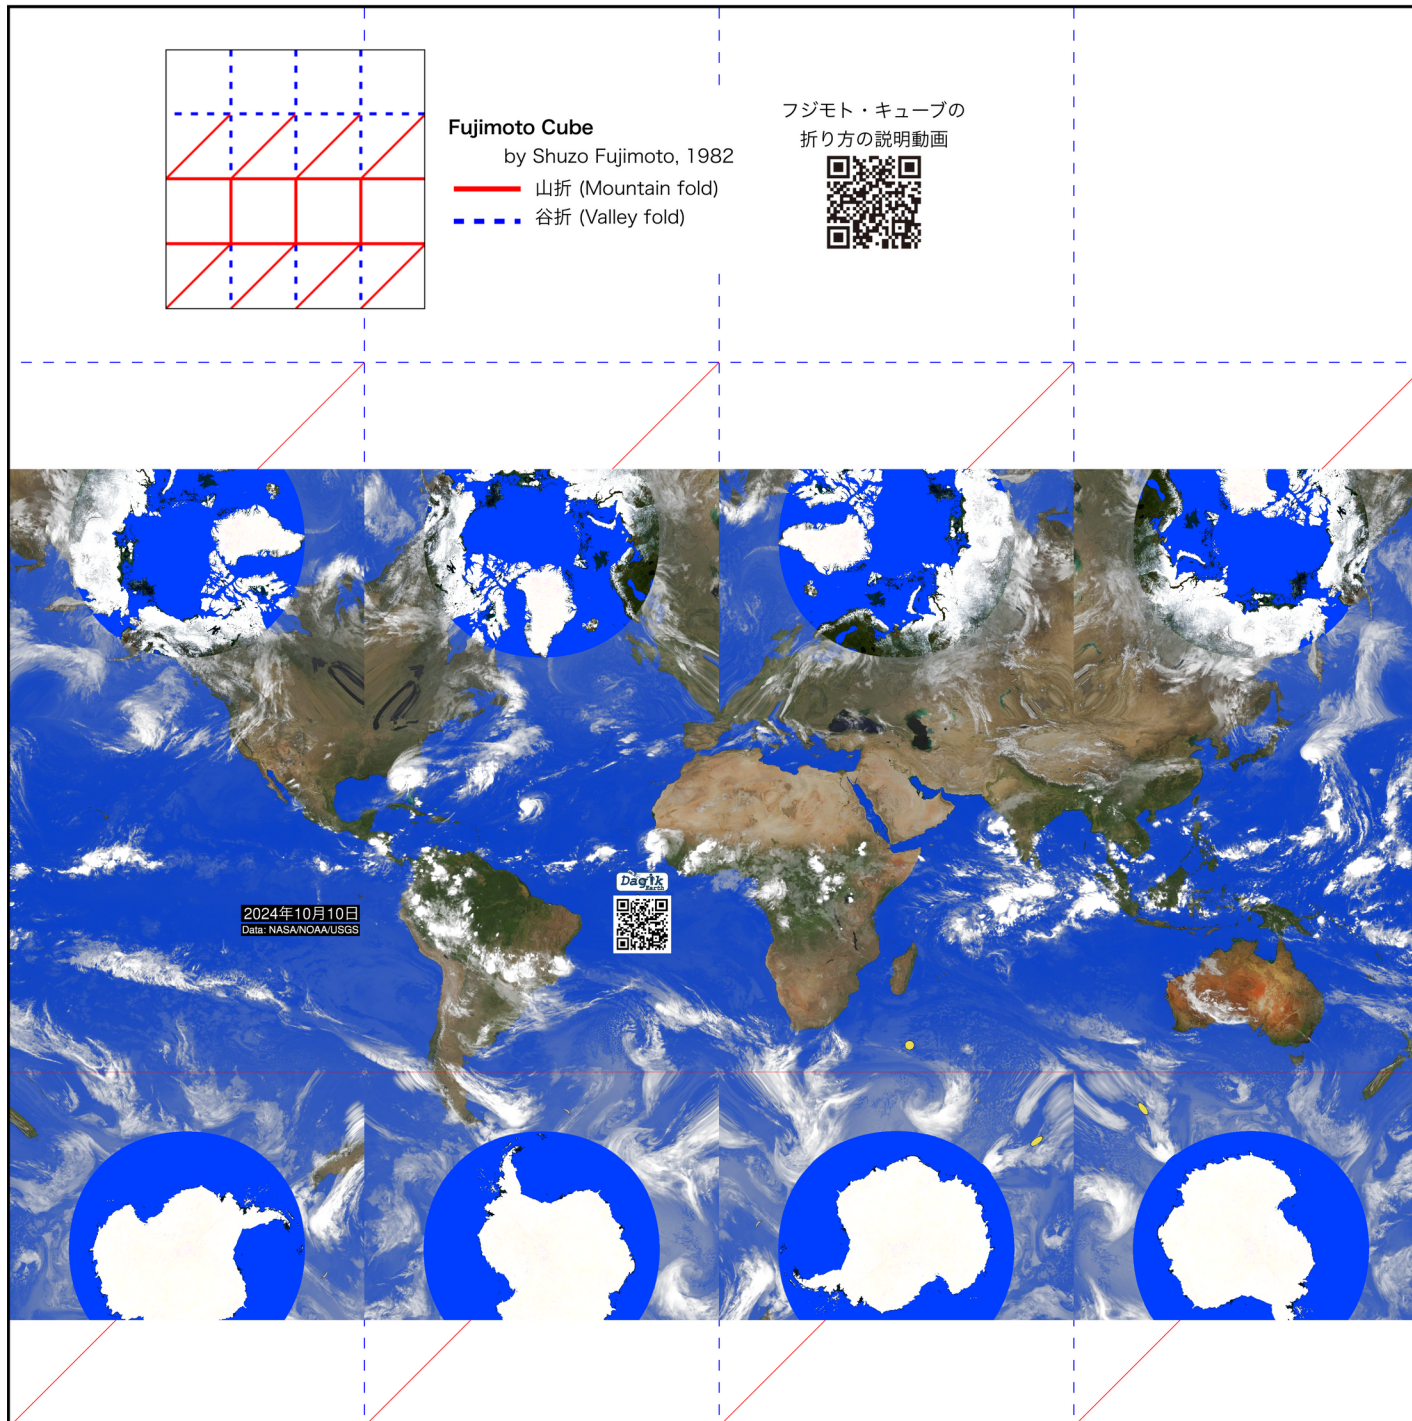 Fujimoto Cube
by Shuzo Fujimoto, 1982
山折 (Mountain fold)
谷折 (Valley fold)
フジモト・キューブの
折り方の説明動画
Dagik
Earth
2024年10月10日
Data: NASA/NOAA/USGS